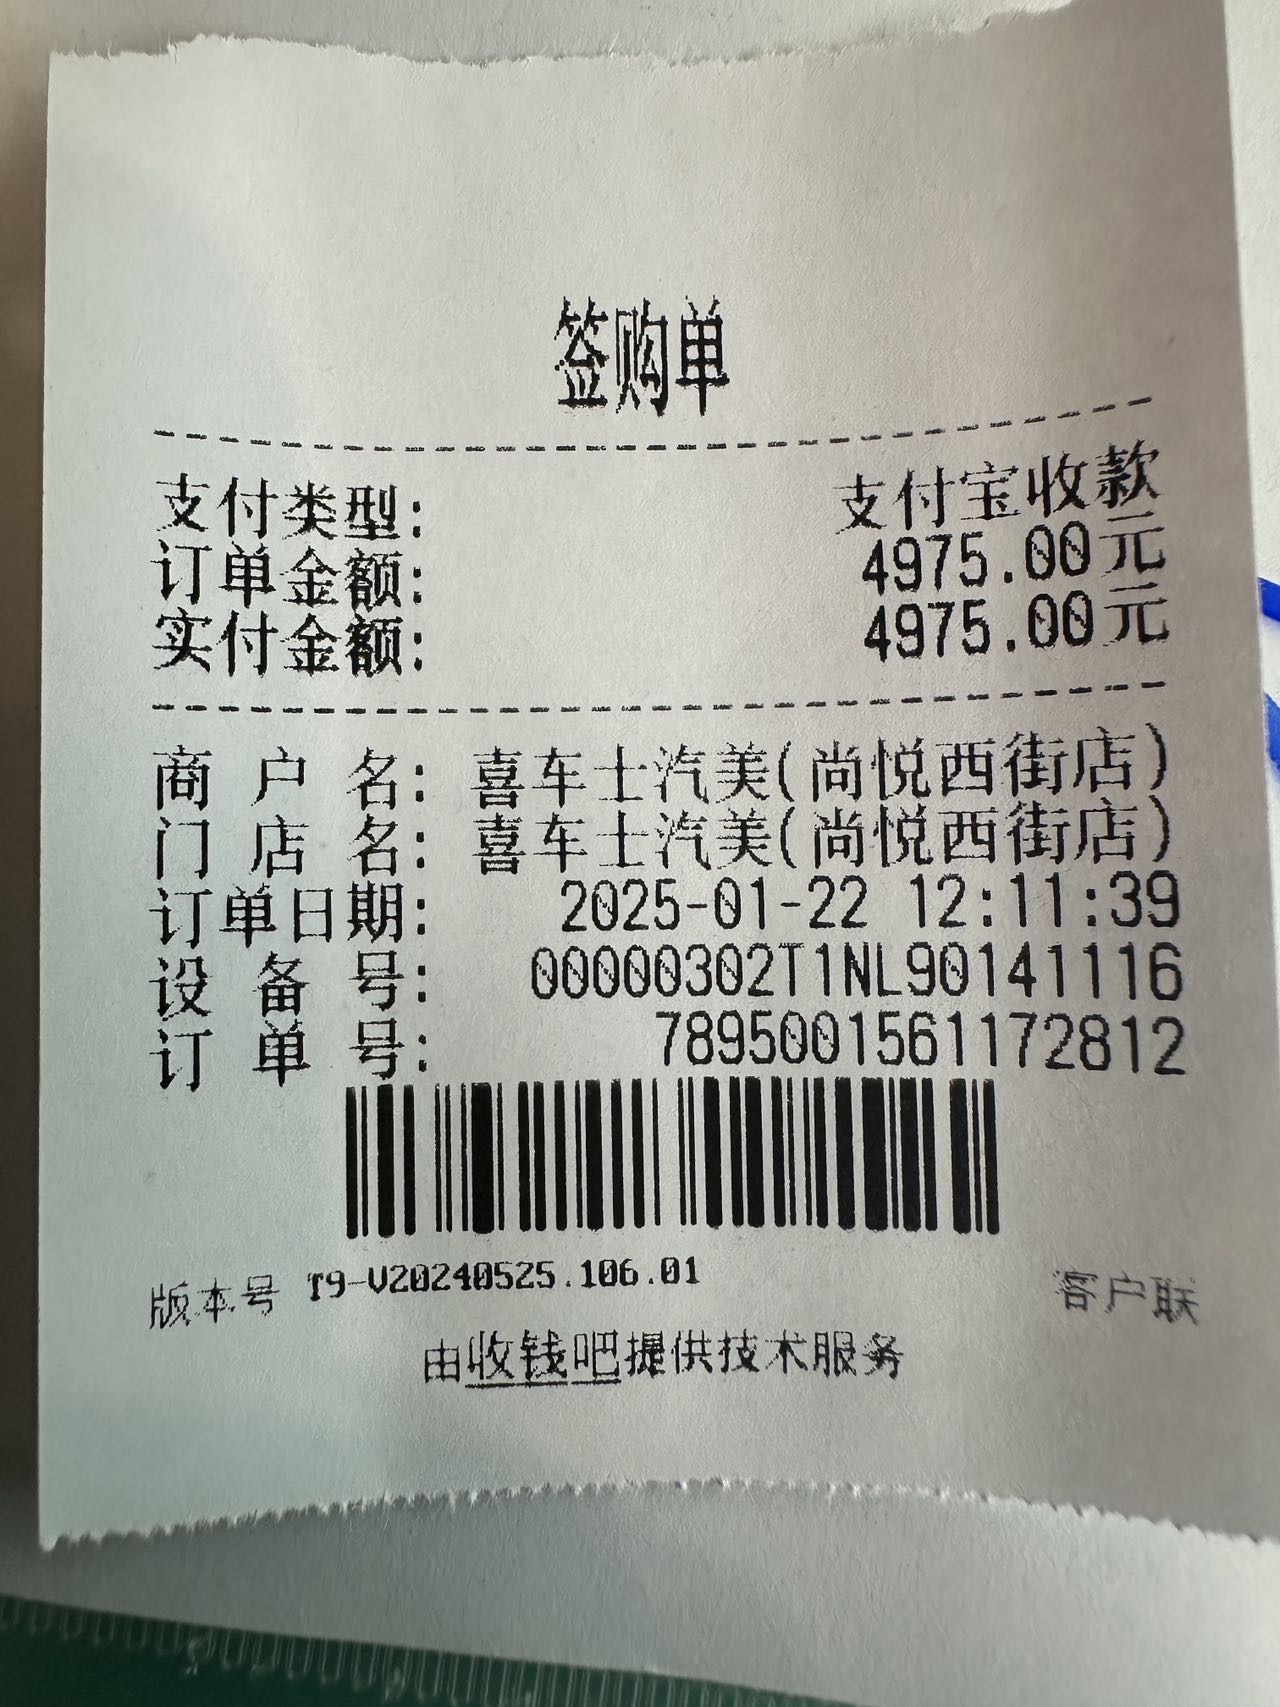 签购单
支付类型: 支付宝收款
订单金额: 4975.00元
实付金额: 4975.00元
商户名: 喜车士汽美(尚悦西街店)
门店名: 喜车士汽美(尚悦西街店)
订单日期: 2025-01-22 12:11:39
设备号: 00000302T1NL90141116
订单号: 7895001561172812
版本号 T9-V20240525.106.01 客户联
由收钱吧提供技术服务